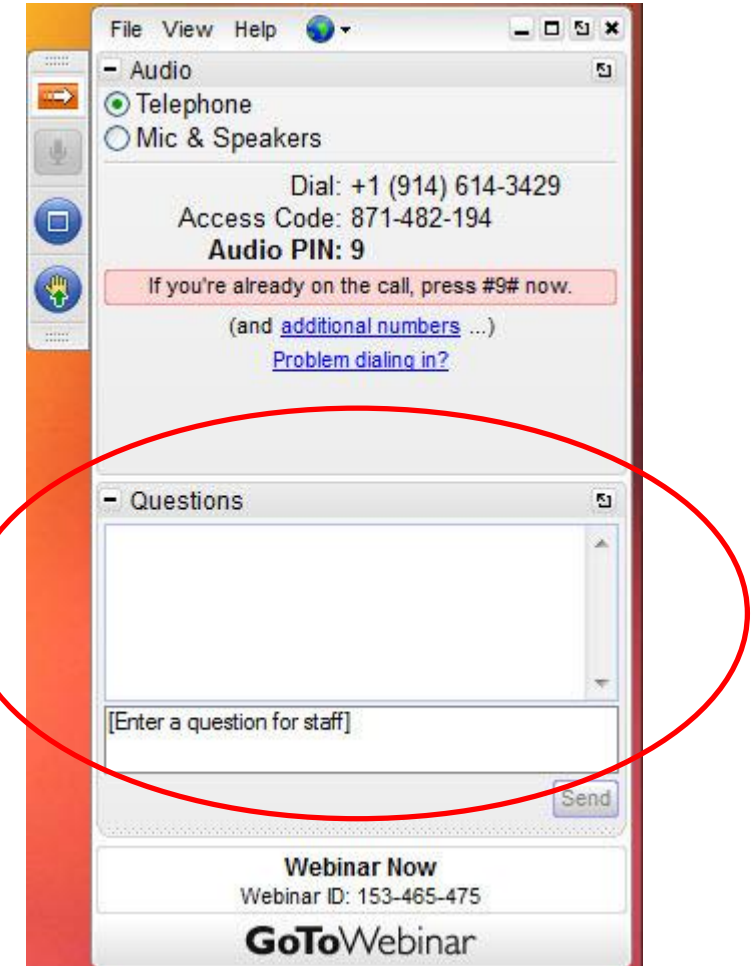 File View Help
Audio
Telephone
Mic & Speakers
Dial: +1 (914) 614-3429
Access Code: 871-482-194
Audio PIN: 9
If you're already on the call, press #9# now.
(and additional numbers ...)
Problem dialing in?
Questions
[Enter a question for staff]
Send
Webinar Now
Webinar ID: 153-465-475
GoToWebinar